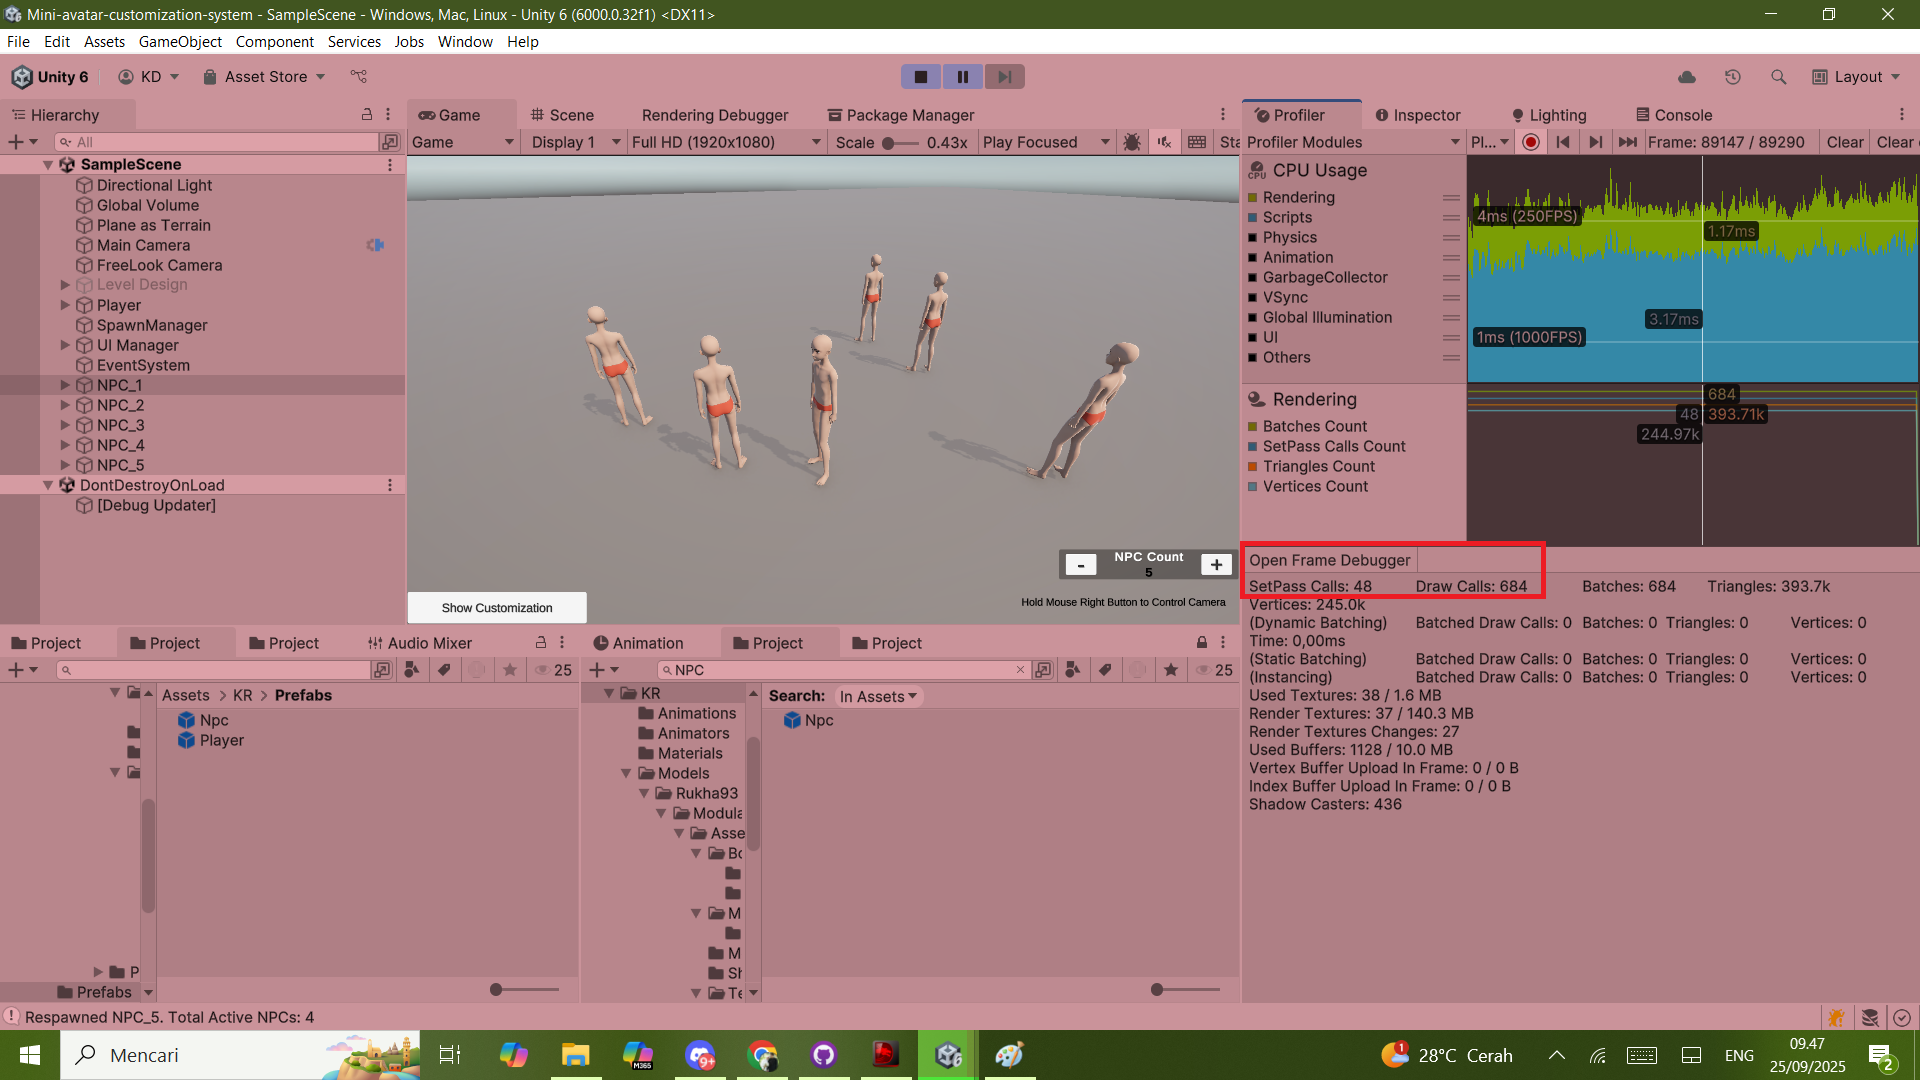 Mini-avatar-customization-system - SampleScene - Windows, Mac, Linux - Unity 6 (6000.0.32f1) <DX11>
File Edit Assets GameObject Component Services Jobs Window Help
Unity 6 KD Asset Store Layout
Hierarchy
All
SampleScene
Directional Light
Global Volume
Plane as Terrain
Main Camera
FreeLook Camera
Level Design
Player
SpawnManager
UI Manager
EventSystem
NPC_1
NPC_2
NPC_3
NPC_4
NPC_5
DontDestroyOnLoad
[Debug Updater]
Game Scene Rendering Debugger Package Manager
Game Display 1 Full HD (1920x1080) Scale 0.43x Play Focused Sta
NPC Count
- 5 +
Show Customization
Hold Mouse Right Button to Control Camera
Profiler Inspector Lighting Console
Profiler Modules Pl... Frame: 89147 / 89290 Clear Clear
CPU Usage
Rendering
Scripts
Physics
Animation
GarbageCollector
VSync
Global Illumination
UI
Others
4ms (250FPS)
1.17ms
3.17ms
1ms (1000FPS)
Rendering
Batches Count
SetPass Calls Count
Triangles Count
Vertices Count
684
48 393.71k
244.97k
Open Frame Debugger
SetPass Calls: 48 Draw Calls: 684 Batches: 684 Triangles: 393.7k
Vertices: 245.0k
(Dynamic Batching) Batched Draw Calls: 0 Batches: 0 Triangles: 0 Vertices: 0
Time: 0,00ms
(Static Batching) Batched Draw Calls: 0 Batches: 0 Triangles: 0 Vertices: 0
(Instancing) Batched Draw Calls: 0 Batches: 0 Triangles: 0 Vertices: 0
Used Textures: 38 / 1.6 MB
Render Textures: 37 / 140.3 MB
Render Textures Changes: 27
Used Buffers: 1128 / 10.0 MB
Vertex Buffer Upload In Frame: 0 / 0 B
Index Buffer Upload In Frame: 0 / 0 B
Shadow Casters: 436
Project Project Project Audio Mixer
25
Assets > KR > Prefabs
Npc
Player
P
Prefabs
Animation Project Project
NPC 25
KR
Animations
Animators
Materials
Models
Rukha93
Modula
Asse
Bo
M
M
Sh
Te
Search: In Assets
Npc
Respawned NPC_5. Total Active NPCs: 4
Mencari
M365
9+
6
1
28°C Cerah
ENG
09.47
25/09/2025
2